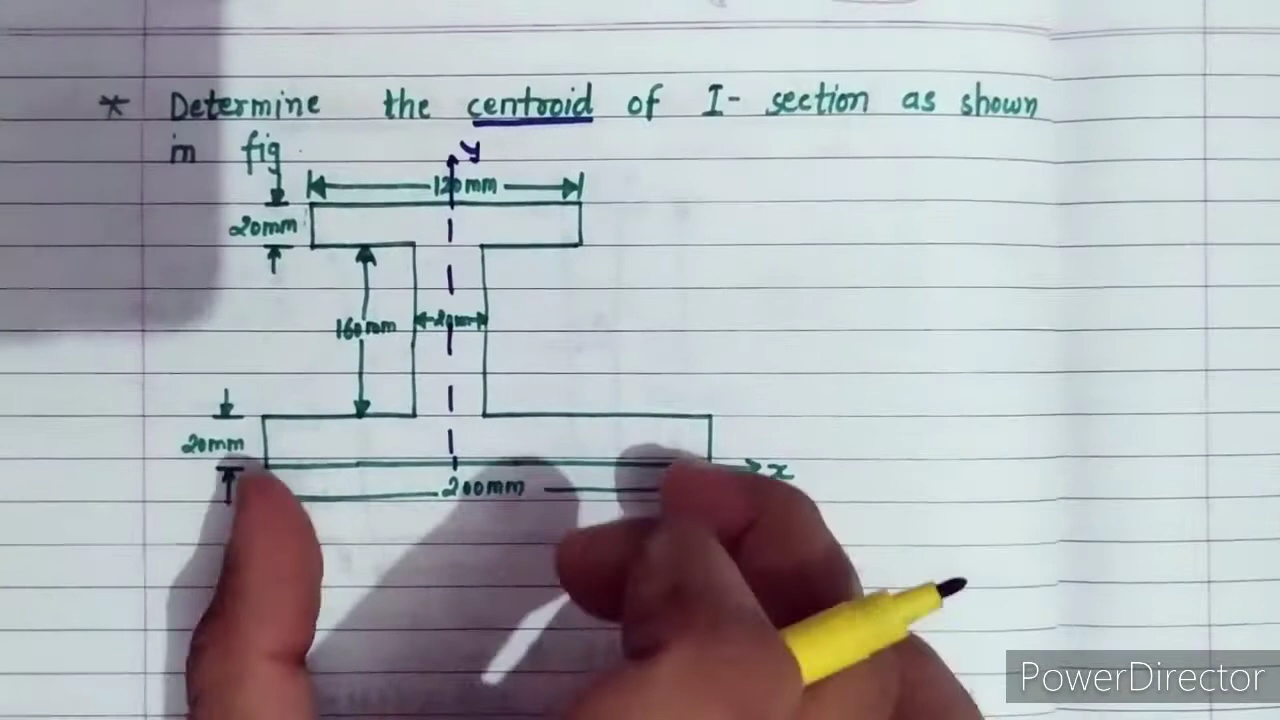 * Determine the centroid of I- section as shown
in fig.
y
120mm
20mm
160mm
20mm
20mm
x
200mm
PowerDirector